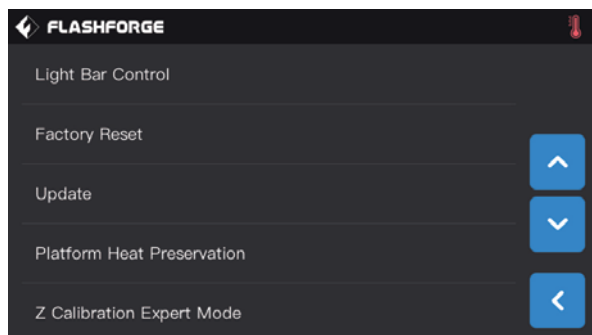 FLASHFORGE
Light Bar Control
Factory Reset
Update
Platform Heat Preservation
Z Calibration Expert Mode